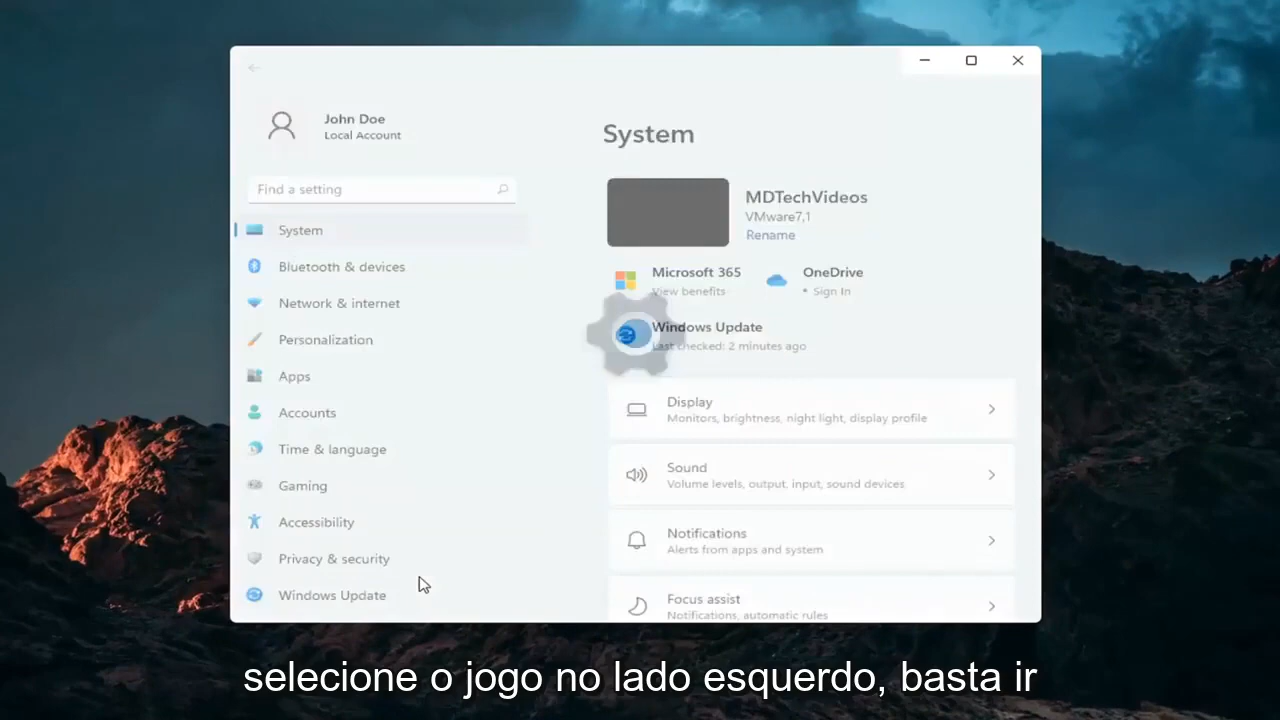 John Doe
Local Account
Find a setting
System
Bluetooth & devices
Network & internet
Personalization
Apps
Accounts
Time & language
Gaming
Accessibility
Privacy & security
Windows Update
System
MDTechVideos
VMware7,1
Rename
Microsoft 365
View benefits
OneDrive
• Sign In
Windows Update
Last checked: 2 minutes ago
Display
Monitors, brightness, night light, display profile
Sound
Volume levels, output, input, sound devices
Notifications
Alerts from apps and system
Focus assist
Notifications, automatic rules
selecione o jogo no lado esquerdo, basta ir